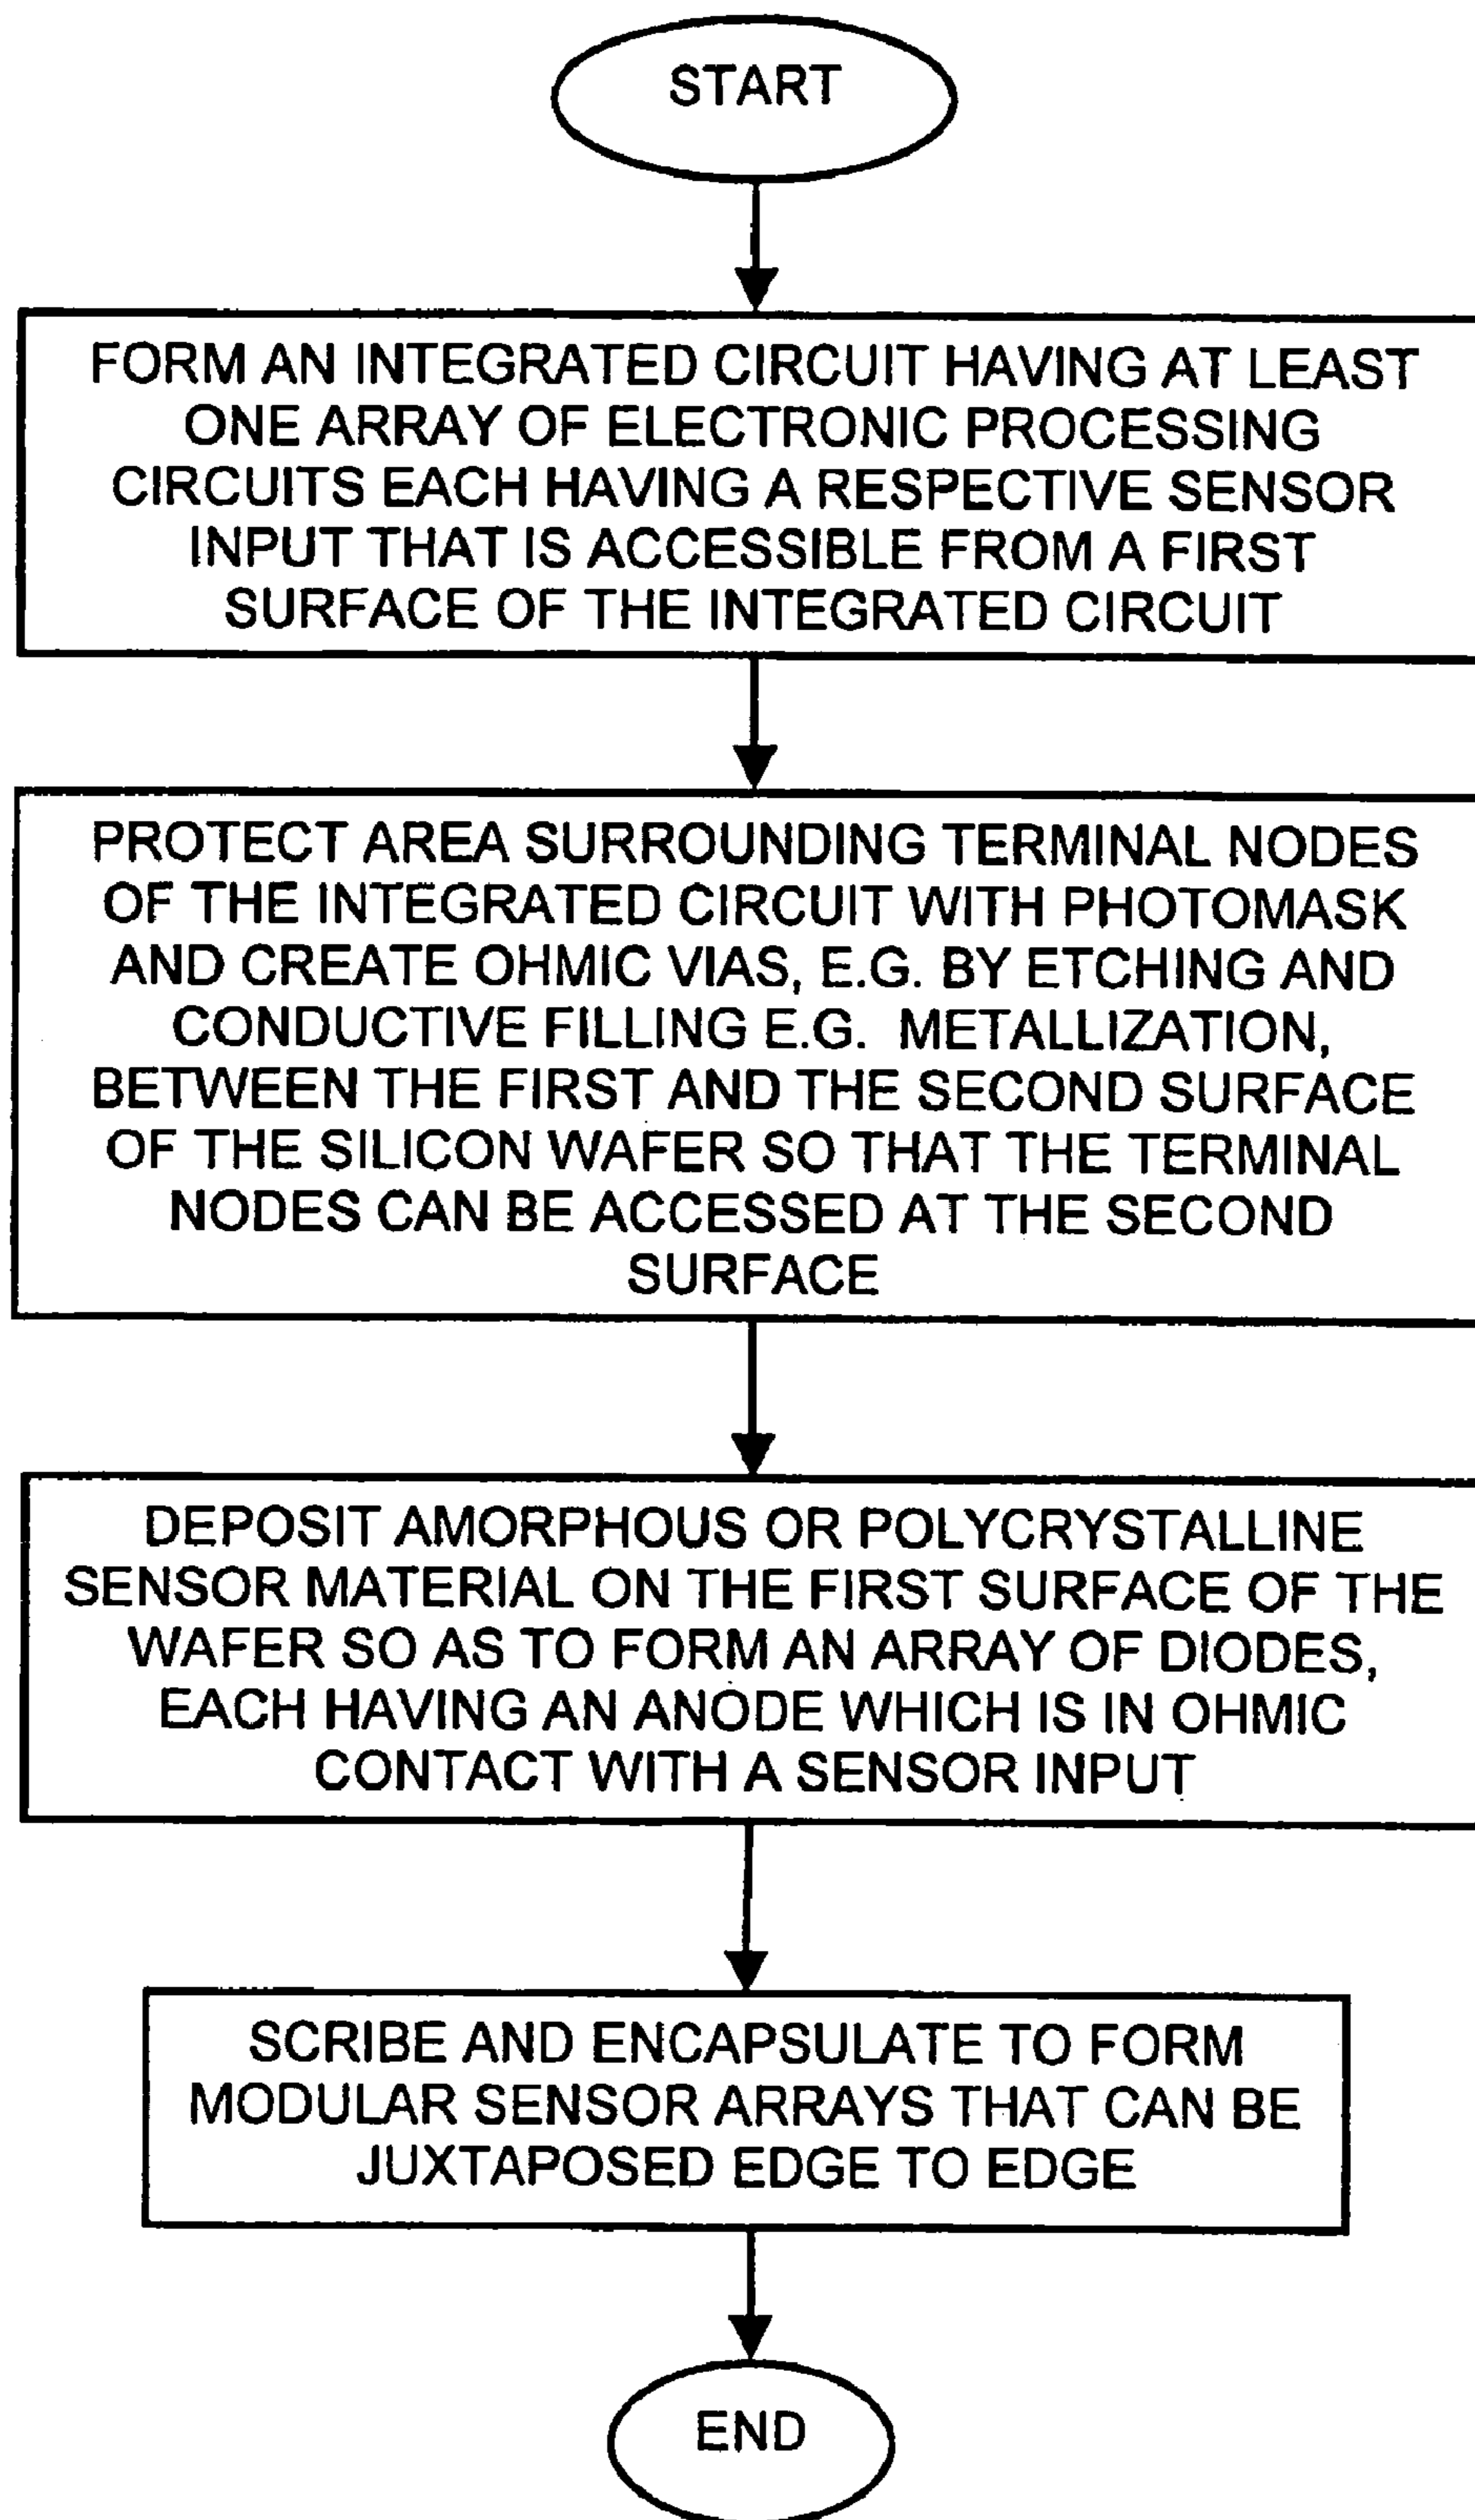 START
FORM AN INTEGRATED CIRCUIT HAVING AT LEAST
ONE ARRAY OF ELECTRONIC PROCESSING
CIRCUITS EACH HAVING A RESPECTIVE SENSOR
INPUT THAT IS ACCESSIBLE FROM A FIRST
SURFACE OF THE INTEGRATED CIRCUIT
PROTECT AREA SURROUNDING TERMINAL NODES
OF THE INTEGRATED CIRCUIT WITH PHOTOMASK
AND CREATE OHMIC VIAS, E.G. BY ETCHING AND
CONDUCTIVE FILLING E.G. METALLIZATION,
BETWEEN THE FIRST AND THE SECOND SURFACE
OF THE SILICON WAFER SO THAT THE TERMINAL
NODES CAN BE ACCESSED AT THE SECOND
SURFACE
DEPOSIT AMORPHOUS OR POLYCRYSTALLINE
SENSOR MATERIAL ON THE FIRST SURFACE OF THE
WAFER SO AS TO FORM AN ARRAY OF DIODES,
EACH HAVING AN ANODE WHICH IS IN OHMIC
CONTACT WITH A SENSOR INPUT
SCRIBE AND ENCAPSULATE TO FORM
MODULAR SENSOR ARRAYS THAT CAN BE
JUXTAPOSED EDGE TO EDGE
END